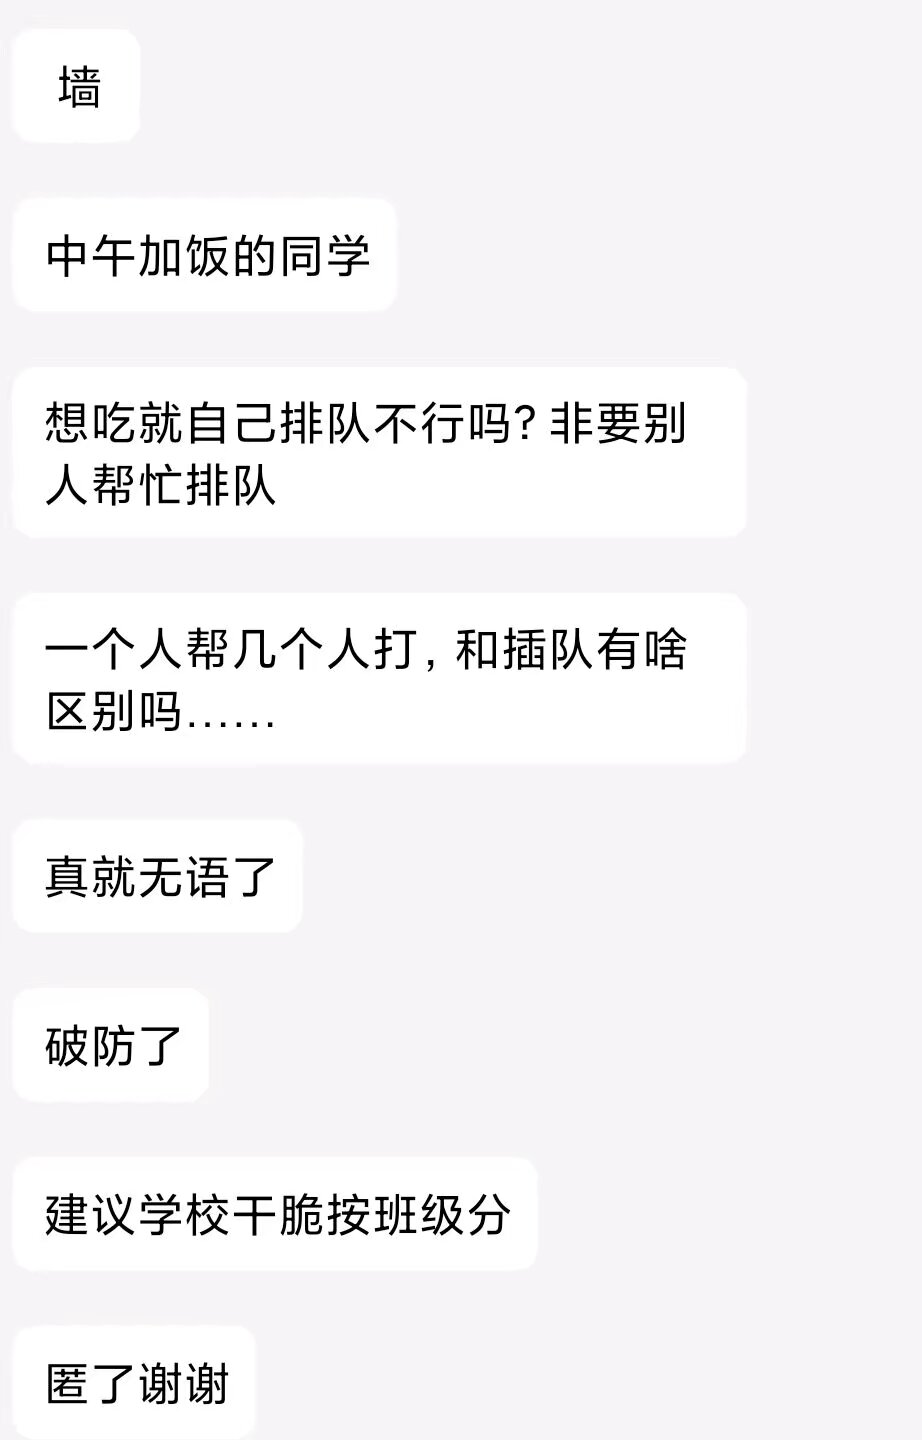 墙
中午加饭的同学
想吃就自己排队不行吗？非要别
人帮忙排队
一个人帮几个人打，和插队有啥
区别吗……
真就无语了
破防了
建议学校干脆按班级分
匿了谢谢